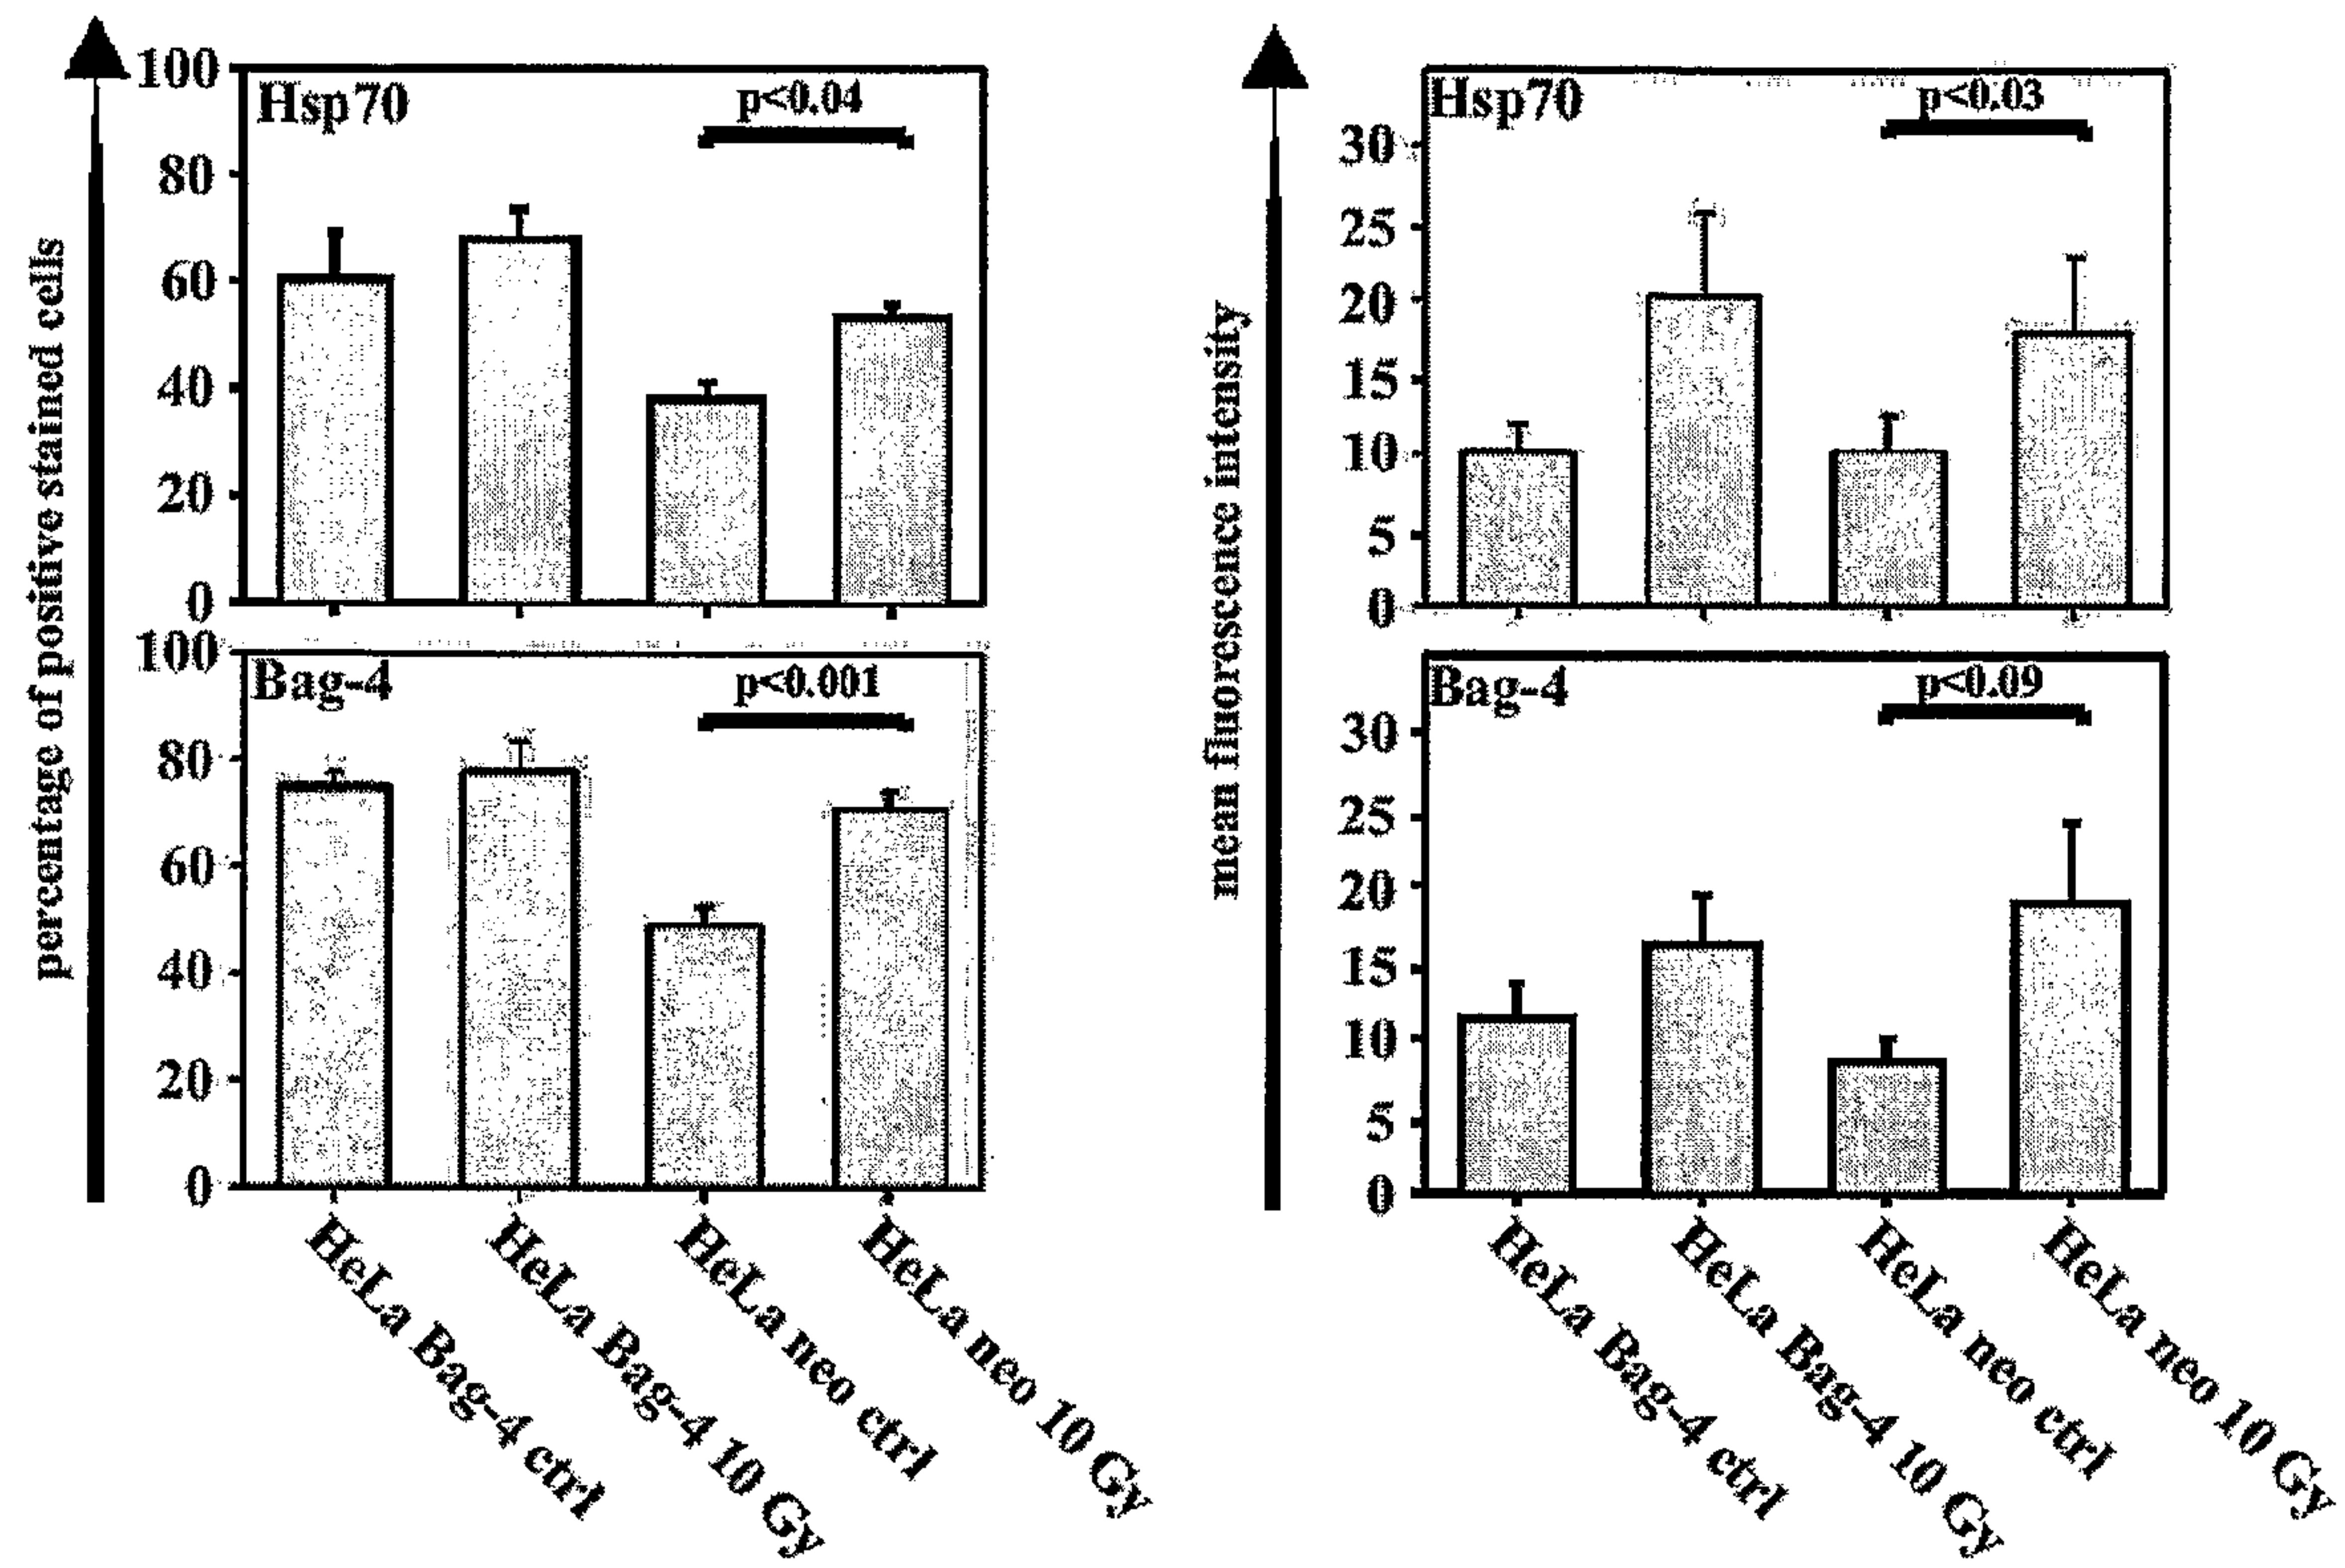 percentage of positive stained cells
100
80
60
40
20
0
Hsp70
p<0.04
100
80
60
40
20
0
Bag-4
p<0.001
HeLa Bag-4 ctrl
HeLa Bag-4 10 Gy
HeLa neo ctrl
HeLa neo 10 Gy
mean fluorescence intensity
30
25
20
15
10
5
0
Hsp70
p<0.03
30
25
20
15
10
5
0
Bag-4
p<0.09
HeLa Bag-4 ctrl
HeLa Bag-4 10 Gy
HeLa neo ctrl
HeLa neo 10 Gy